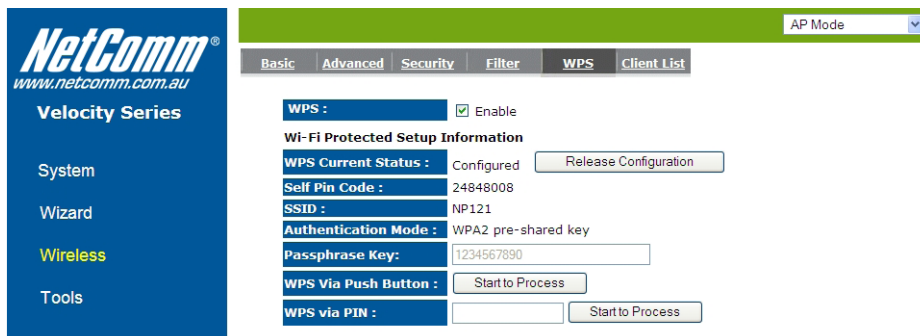 AP Mode
NetComm®
www.netcomm.com.au
Velocity Series
System
Wizard
Wireless
Tools
Basic Advanced Security Filter WPS Client List
WPS : Enable
Wi-Fi Protected Setup Information
WPS Current Status : Configured Release Configuration
Self Pin Code : 24848008
SSID : NP121
Authentication Mode : WPA2 pre-shared key
Passphrase Key: 1234567890
WPS Via Push Button : Start to Process
WPS via PIN : Start to Process